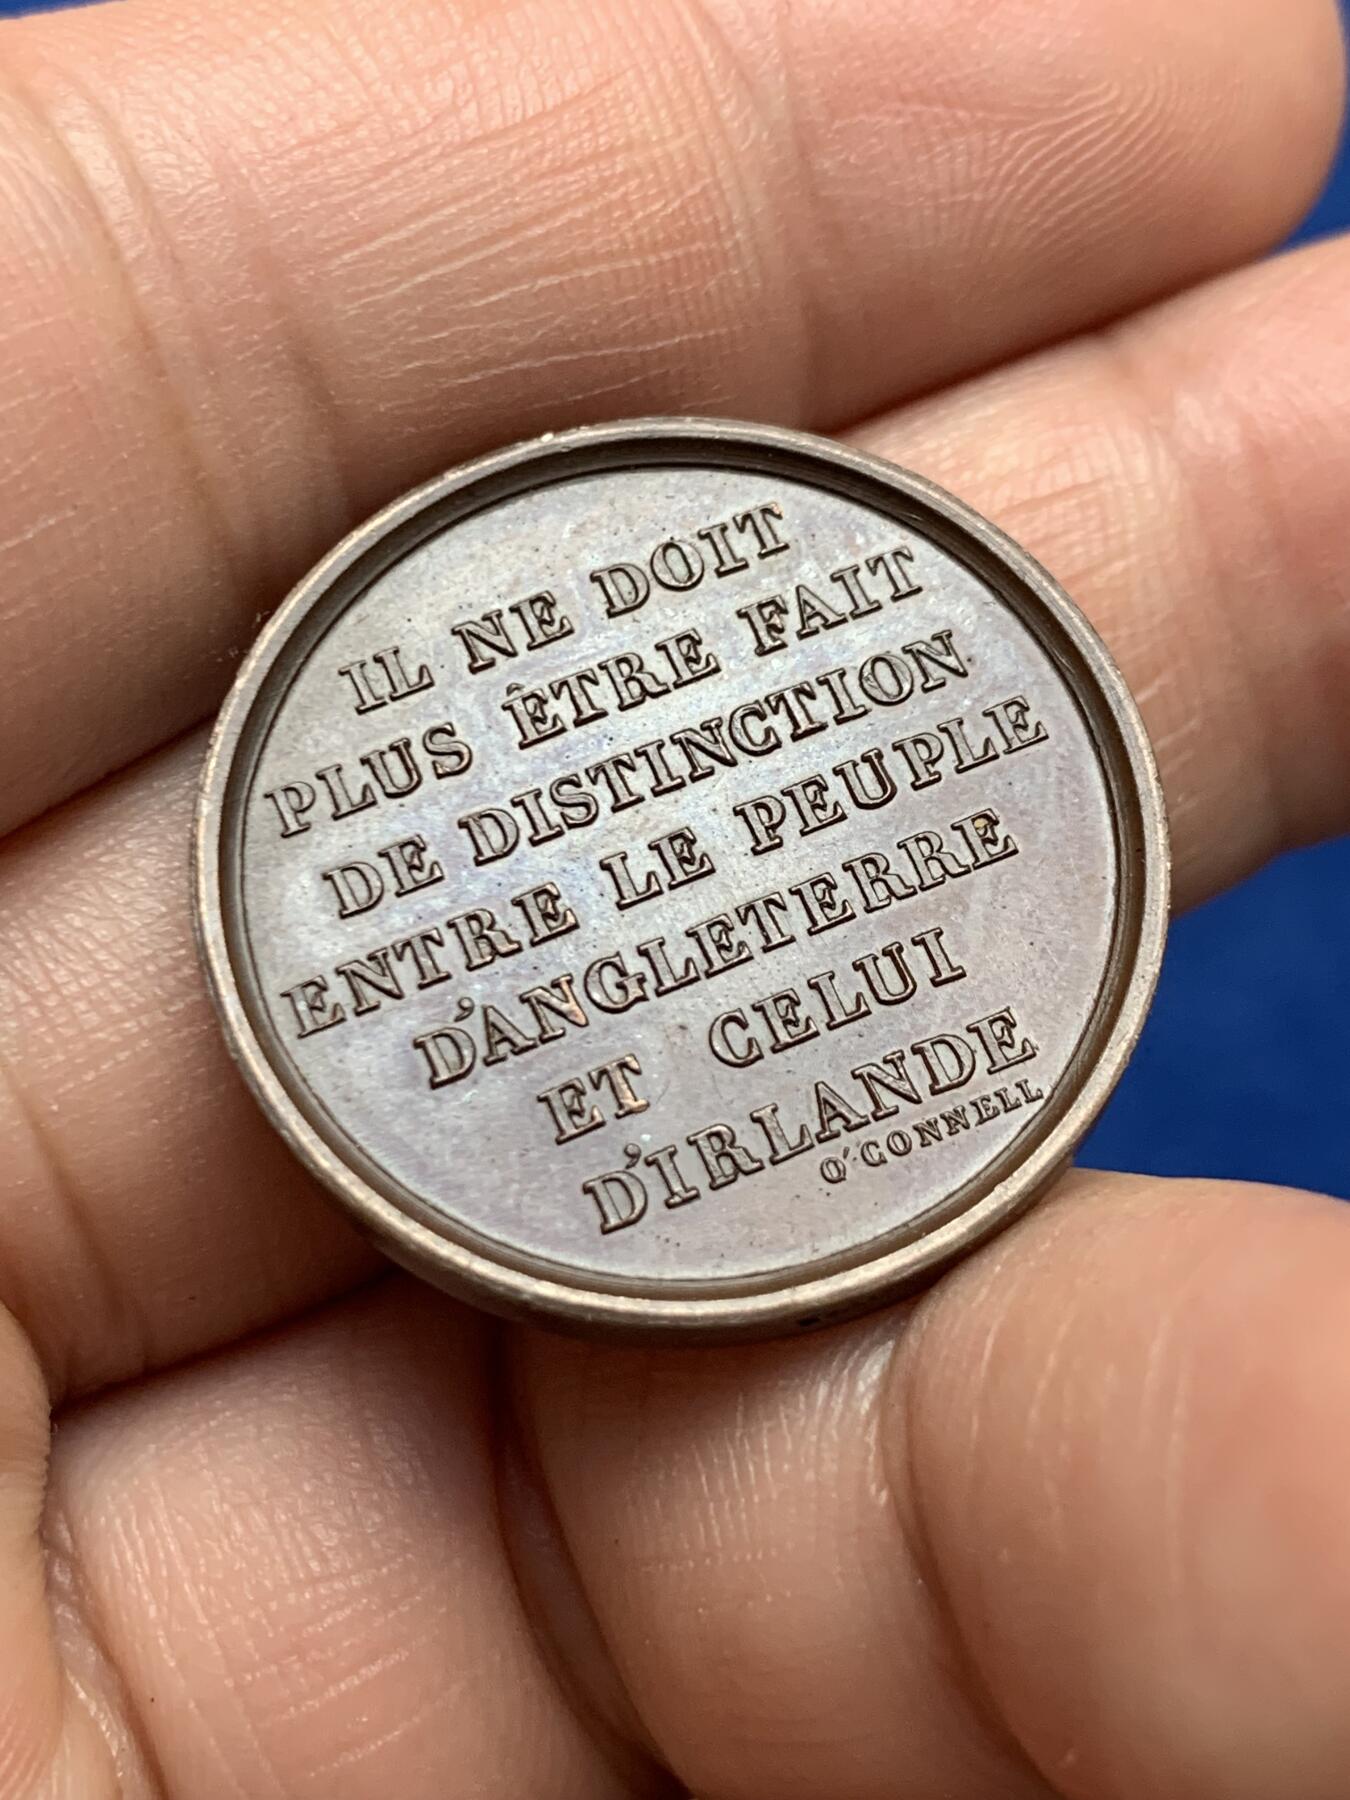 IL NE DOIT
PLUS ÊTRE FAIT
DE DISTINCTION
ENTRE LE PEUPLE
D'ANGLETERRE
ET CELUI
D'IRLANDE
O'CONNELL